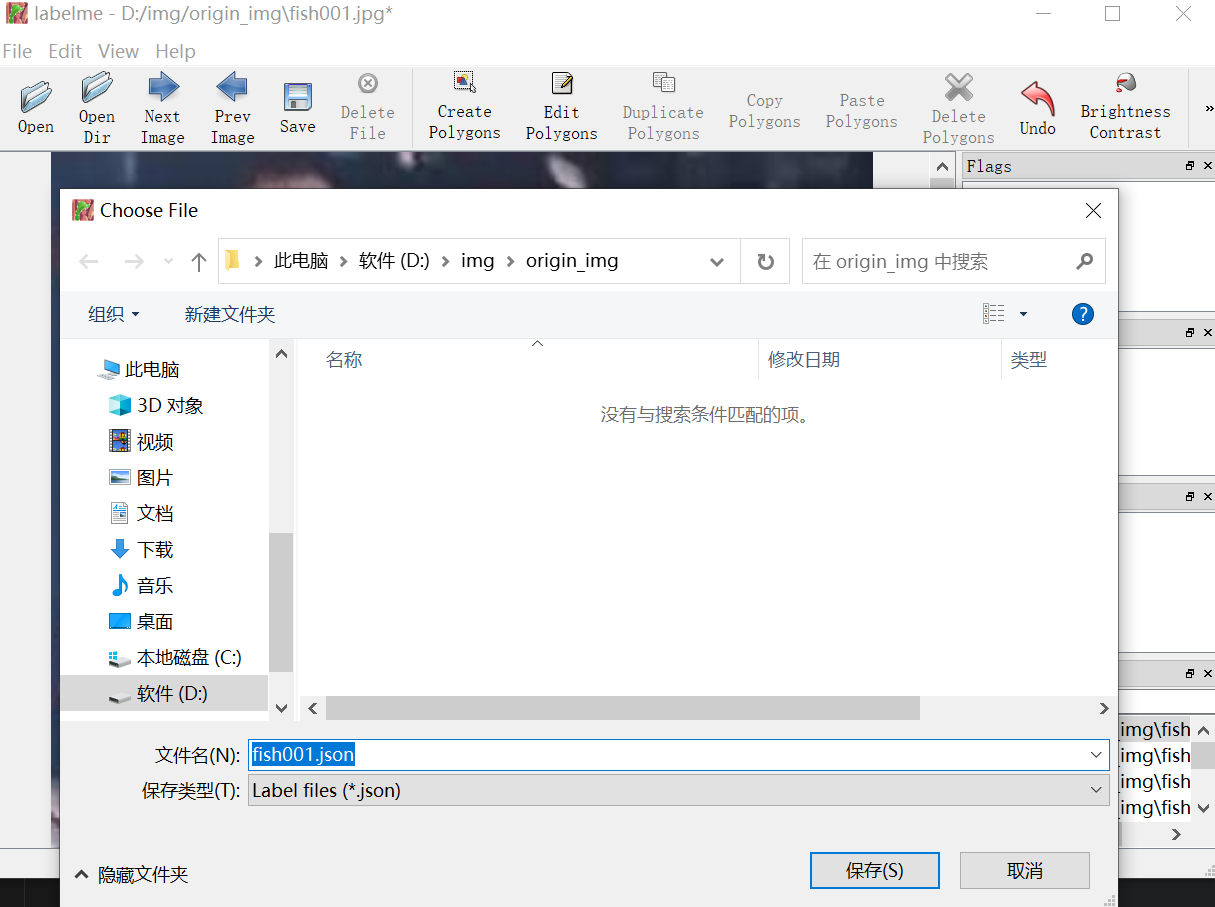 labelme - D:/img/origin_img\fish001.jpg*
File Edit View Help
Open
Open Dir
Next Image
Prev Image
Save
Delete File
Create Polygons
Edit Polygons
Duplicate Polygons
Copy Polygons
Paste Polygons
Delete Polygons
Undo
Brightness Contrast
»
Flags
Choose File
此电脑 > 软件 (D:) > img > origin_img
在 origin_img 中搜索
组织 新建文件夹
?
名称 修改日期 类型
没有与搜索条件匹配的项。
此电脑
3D 对象
视频
图片
文档
下载
音乐
桌面
本地磁盘 (C:)
软件 (D:)
文件名(N): fish001.json
保存类型(T): Label files (*.json)
隐藏文件夹
保存(S) 取消
img\fish
img\fish
img\fish
img\fish